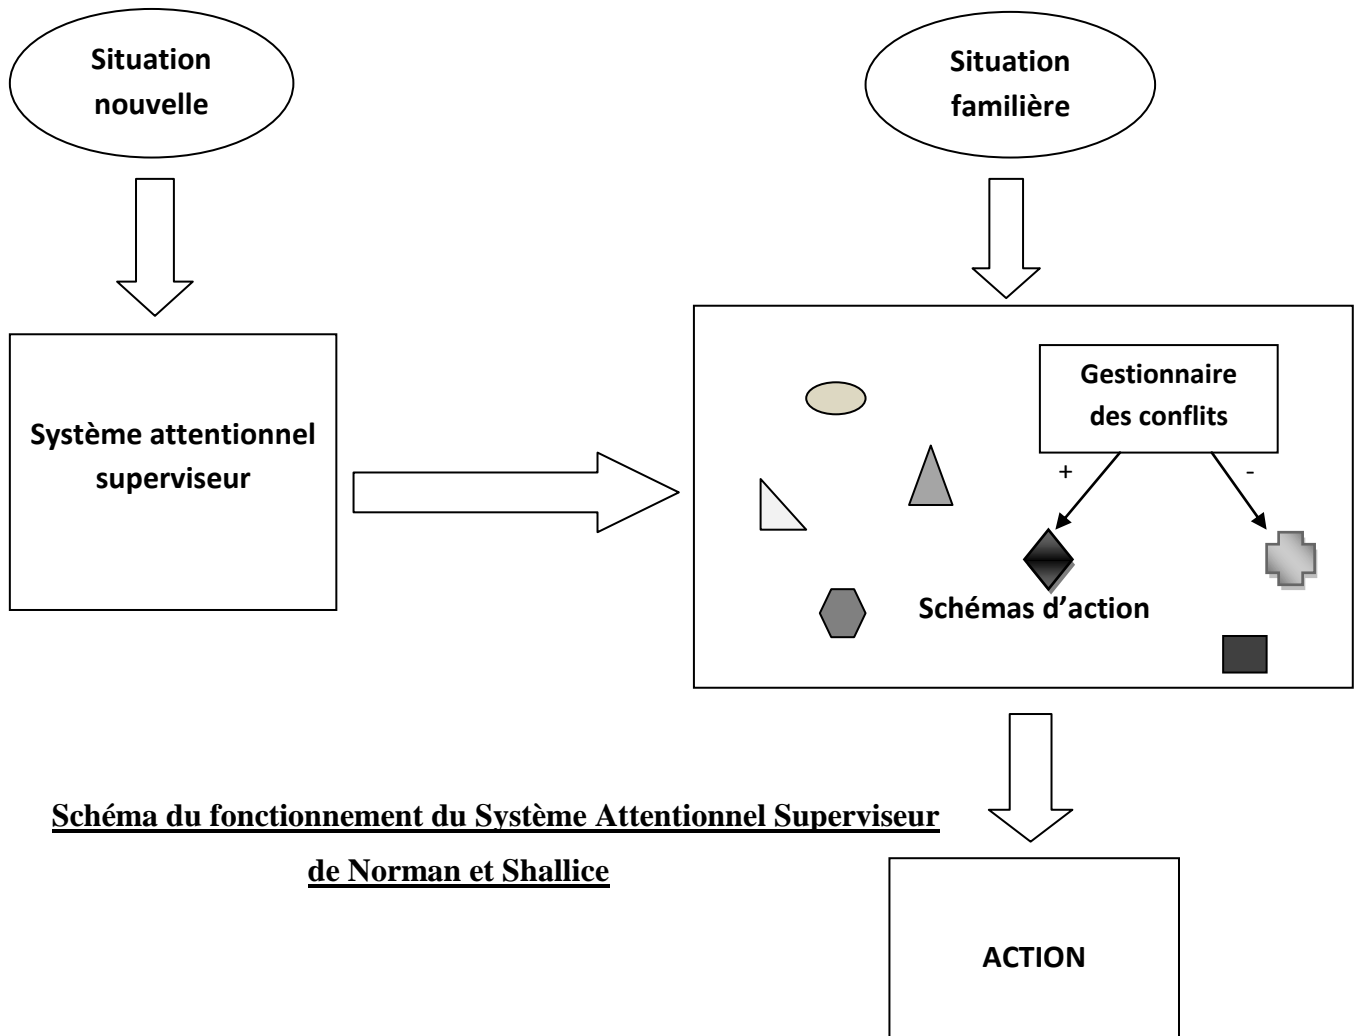 Situation
nouvelle
Situation
familière
Système attentionnel
superviseur
Gestionnaire
des conflits
+
-
Schémas d’action
Schéma du fonctionnement du Système Attentionnel Superviseur
de Norman et Shallice
ACTION